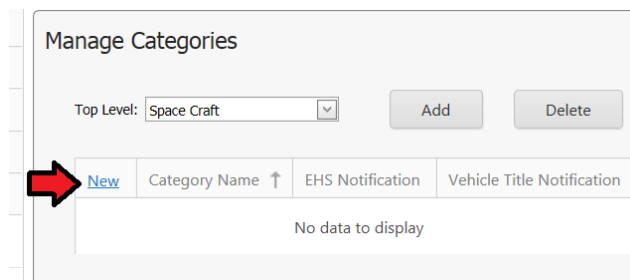 Manage Categories
Top Level: Space Craft Add Delete
New Category Name ↑ EHS Notification Vehicle Title Notification
No data to display